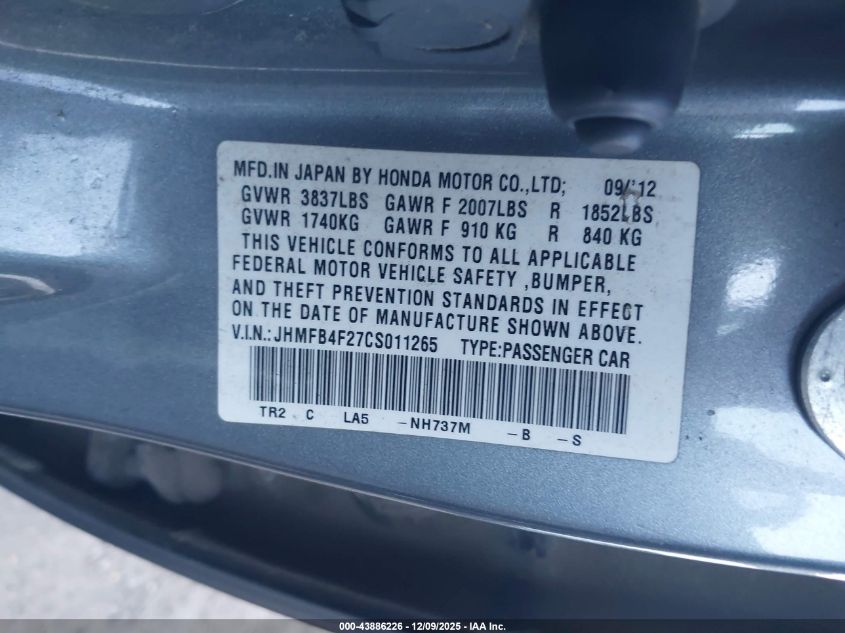 MFD.IN JAPAN BY HONDA MOTOR CO.,LTD; 09/'12
GVWR 3837LBS GAWR F 2007LBS R 1852LBS
GVWR 1740KG GAWR F 910 KG R 840 KG
THIS VEHICLE CONFORMS TO ALL APPLICABLE
FEDERAL MOTOR VEHICLE SAFETY ,BUMPER,
AND THEFT PREVENTION STANDARDS IN EFFECT
ON THE DATE OF MANUFACTURE SHOWN ABOVE.
V.I.N.:JHMFB4F27CS011265 TYPE:PASSENGER CAR
TR2 C LA5 -NH737M -B -S
000-43886226 - 12/09/2025 - IAA Inc.